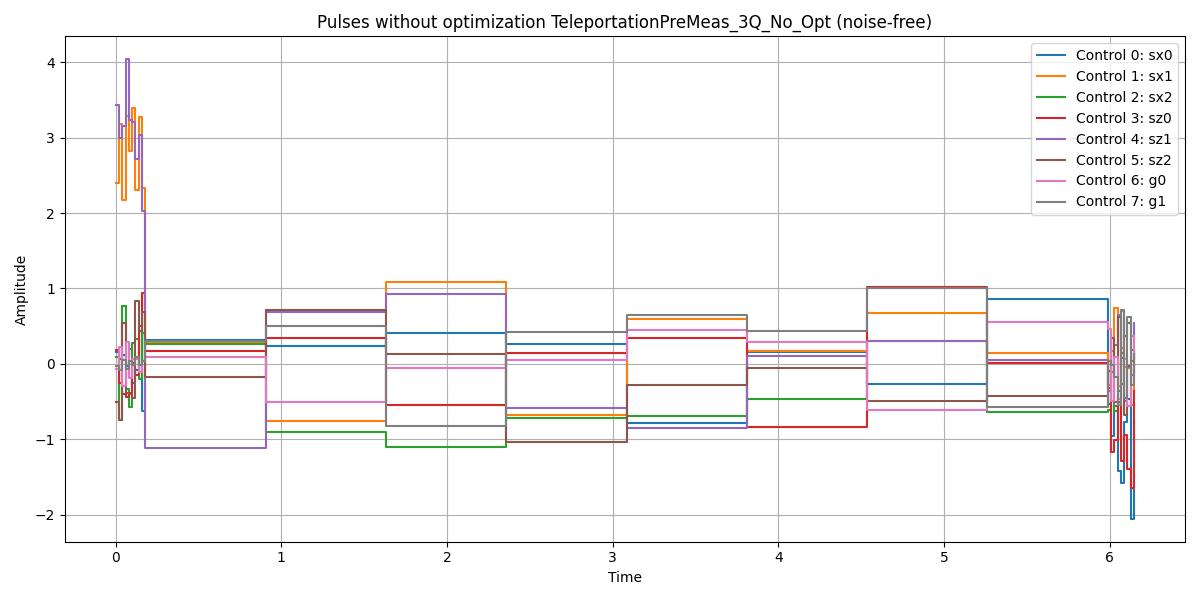 Pulses without optimization TeleportationPreMeas_3Q_No_Opt (noise-free)
Control 0: sx0
Control 1: sx1
Control 2: sx2
Control 3: sz0
Control 4: sz1
Control 5: sz2
Control 6: g0
Control 7: g1
Amplitude
4
3
2
1
0
−1
−2
0 1 2 3 4 5 6
Time